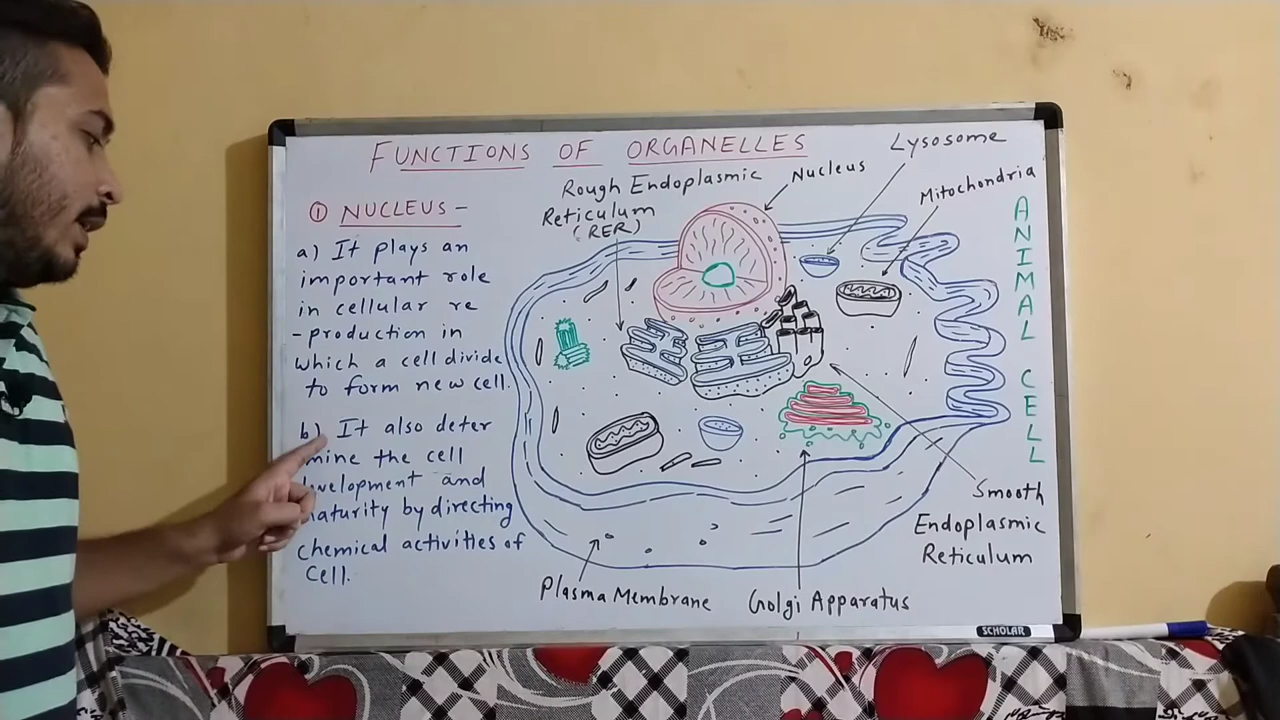 FUNCTIONS OF ORGANELLES
① NUCLEUS -
a) It plays an
important role
in cellular re
-production in
which a cell divide
to form new cell.
b) It also deter
mine the cell
development and
maturity by directing
chemical activities of
Cell.
Rough Endoplasmic
Reticulum
(RER)
Nucleus
Lysosome
Mitochondria
ANIMAL CELL
Smooth
Endoplasmic
Reticulum
Plasma Membrane
Golgi Apparatus
SCHOLAR